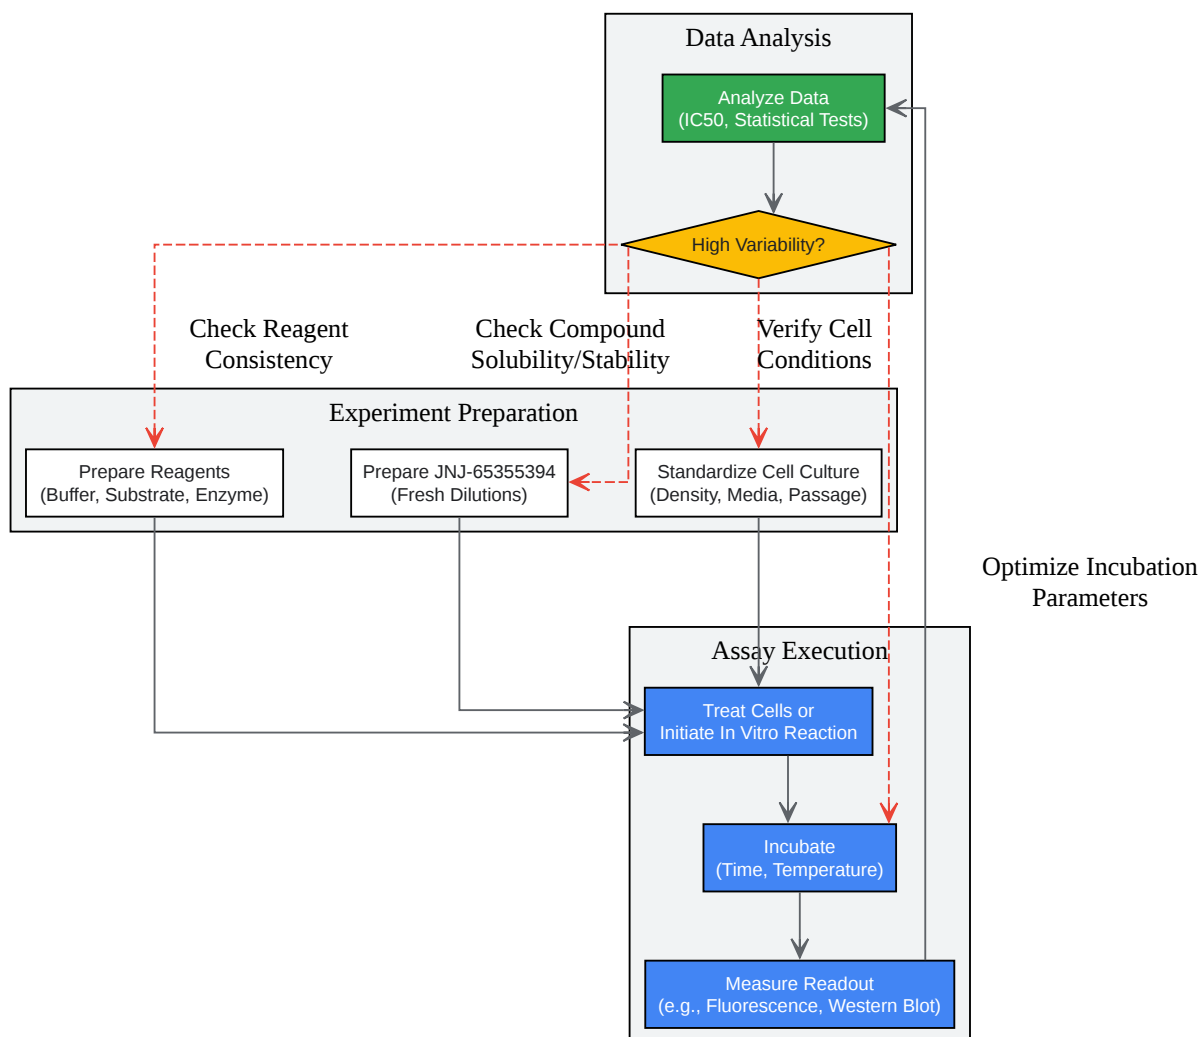 Data Analysis
Analyze Data
(IC50, Statistical Tests)
High Variability?
Check Reagent
Consistency
Check Compound
Solubility/Stability
Verify Cell
Conditions
Experiment Preparation
Prepare Reagents
(Buffer, Substrate, Enzyme)
Prepare JNJ-65355394
(Fresh Dilutions)
Standardize Cell Culture
(Density, Media, Passage)
Optimize Incubation
Parameters
Assay Execution
Treat Cells or
Initiate In Vitro Reaction
Incubate
(Time, Temperature)
Measure Readout
(e.g., Fluorescence, Western Blot)